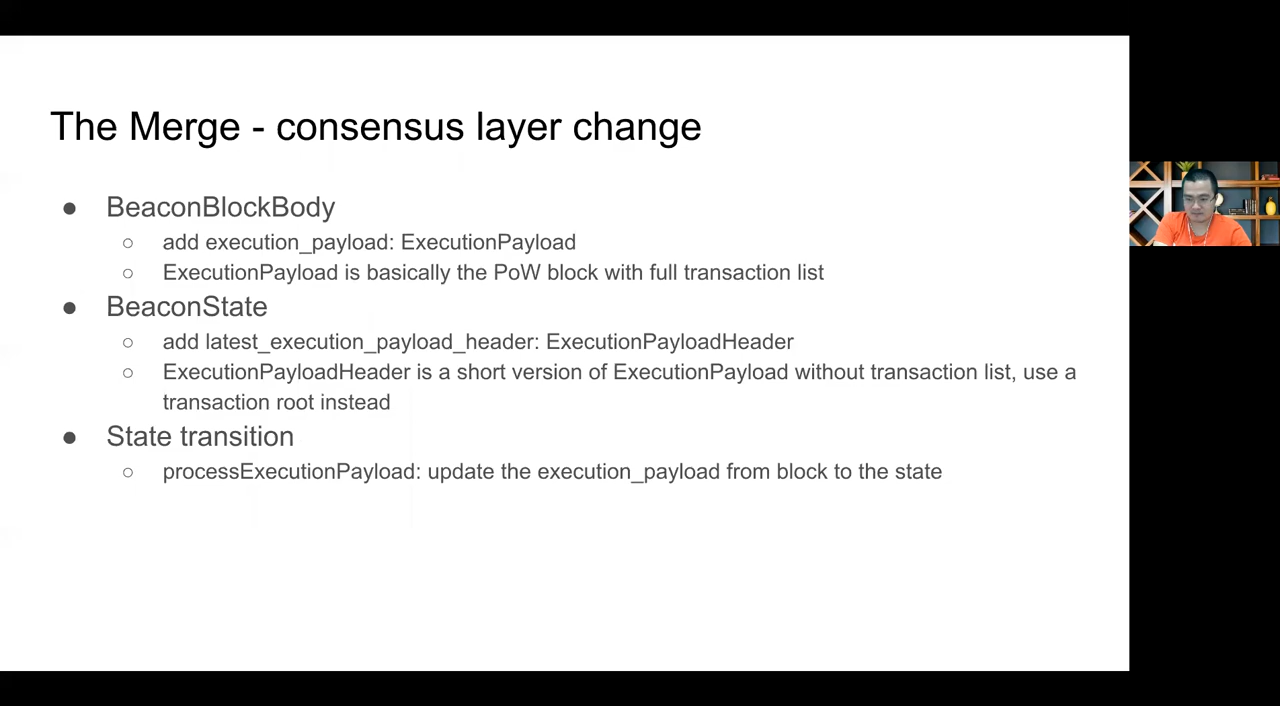 The Merge - consensus layer change
● BeaconBlockBody
○ add execution_payload: ExecutionPayload
○ ExecutionPayload is basically the PoW block with full transaction list
● BeaconState
○ add latest_execution_payload_header: ExecutionPayloadHeader
○ ExecutionPayloadHeader is a short version of ExecutionPayload without transaction list, use a
transaction root instead
● State transition
○ processExecutionPayload: update the execution_payload from block to the state